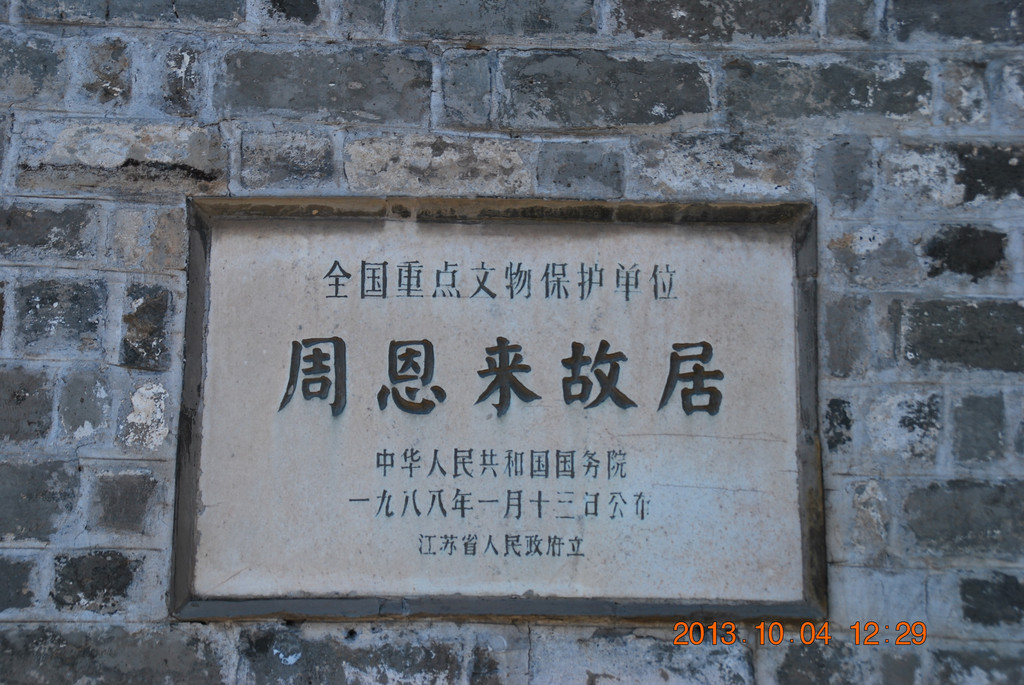 全国重点文物保护单位
周恩来故居
中华人民共和国国务院
一九八八年一月十三日公布
江苏省人民政府立
2013.10.04 12:29